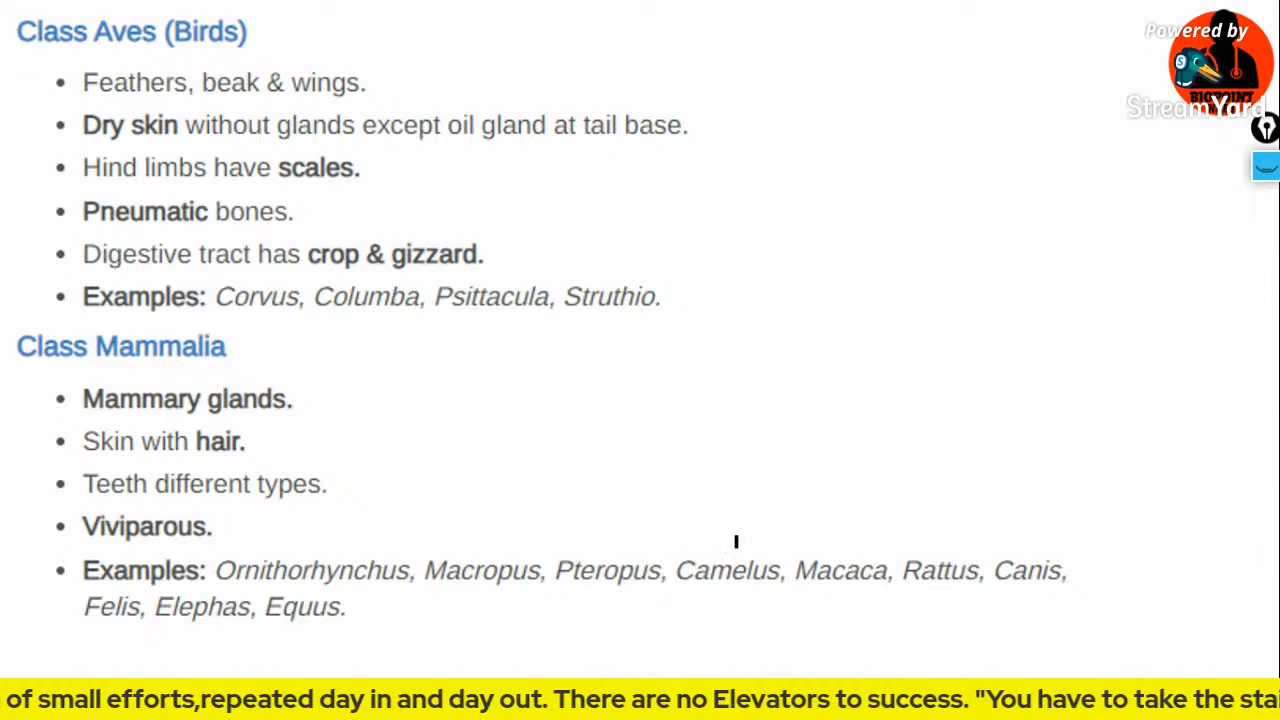 Class Aves (Birds)
Powered by
Feathers, beak & wings.
S
BIGPOINT
StreamYard
Dry skin without glands except oil gland at tail base.
Hind limbs have scales.
Pneumatic bones.
Digestive tract has crop & gizzard.
Examples: Corvus, Columba, Psittacula, Struthio.
Class Mammalia
Mammary glands.
Skin with hair.
Teeth different types.
Viviparous.
Examples: Ornithorhynchus, Macropus, Pteropus, Camelus, Macaca, Rattus, Canis,
Felis, Elephas, Equus.
of small efforts,repeated day in and day out. There are no Elevators to success. "You have to take the stai